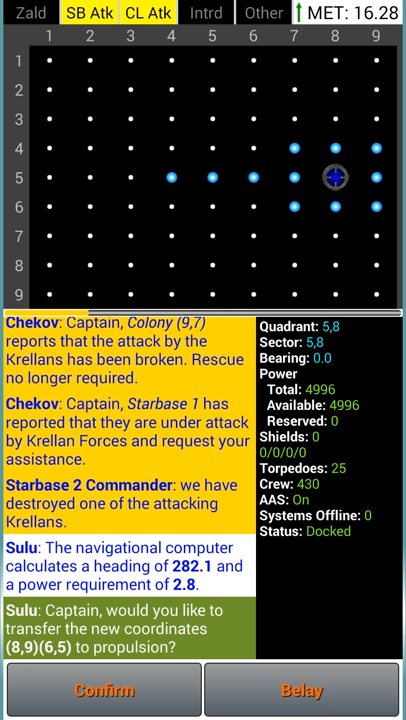 Zald SB Atk CL Atk Intrd Other MET: 16.28
1 2 3 4 5 6 7 8 9
1
2
3
4
5
6
7
8
9
Chekov: Captain, Colony (9,7)
reports that the attack by the
Krellans has been broken. Rescue
no longer required.
Chekov: Captain, Starbase 1 has
reported that they are under attack
by Krellan Forces and request your
assistance.
Starbase 2 Commander: we have
destroyed one of the attacking
Krellans.
Sulu: The navigational computer
calculates a heading of 282.1 and
a power requirement of 2.8.
Sulu: Captain, would you like to
transfer the new coordinates
(8,9)(6,5) to propulsion?
Quadrant: 5,8
Sector: 5,8
Bearing: 0.0
Power
Total: 4996
Available: 4996
Reserved: 0
Shields: 0
0/0/0/0
Torpedoes: 25
Crew: 430
AAS: On
Systems Offline: 0
Status: Docked
Confirm Belay